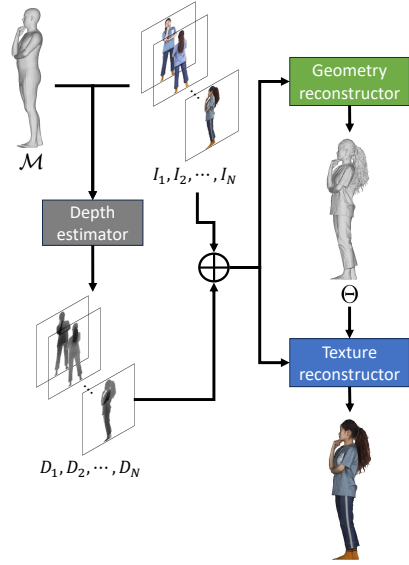 Geometry
reconstructor
ℳ
I₁, I₂, ⋯, I_N
Depth
estimator
Θ
Texture
reconstructor
D₁, D₂, ⋯, D_N